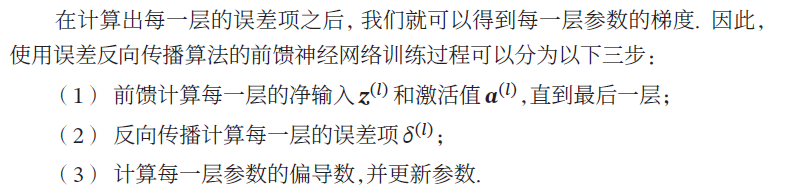 在计算出每一层的误差项之后, 我们就可以得到每一层参数的梯度. 因此,
使用误差反向传播算法的前馈神经网络训练过程可以分为以下三步:
(1) 前馈计算每一层的净输入 z^(l) 和激活值 a^(l),直到最后一层;
(2) 反向传播计算每一层的误差项 δ^(l);
(3) 计算每一层参数的偏导数,并更新参数.